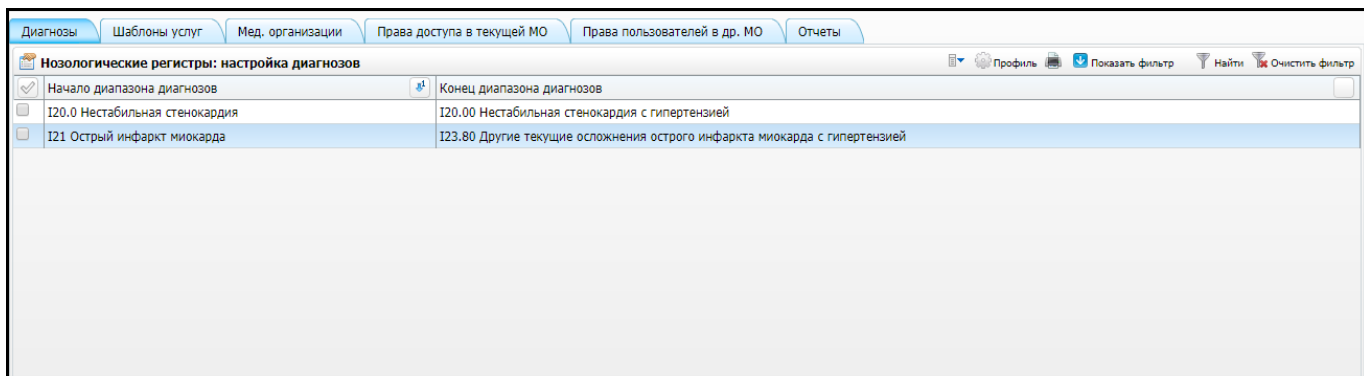 Диагнозы Шаблоны услуг Мед. организации Права доступа в текущей МО Права пользователей в др. МО Отчеты
Нозологические регистры: настройка диагнозов Профиль Показать фильтр Найти Очистить фильтр
Начало диапазона диагнозов 1 Конец диапазона диагнозов
I20.0 Нестабильная стенокардия I20.00 Нестабильная стенокардия с гипертензией
I21 Острый инфаркт миокарда I23.80 Другие текущие осложнения острого инфаркта миокарда с гипертензией